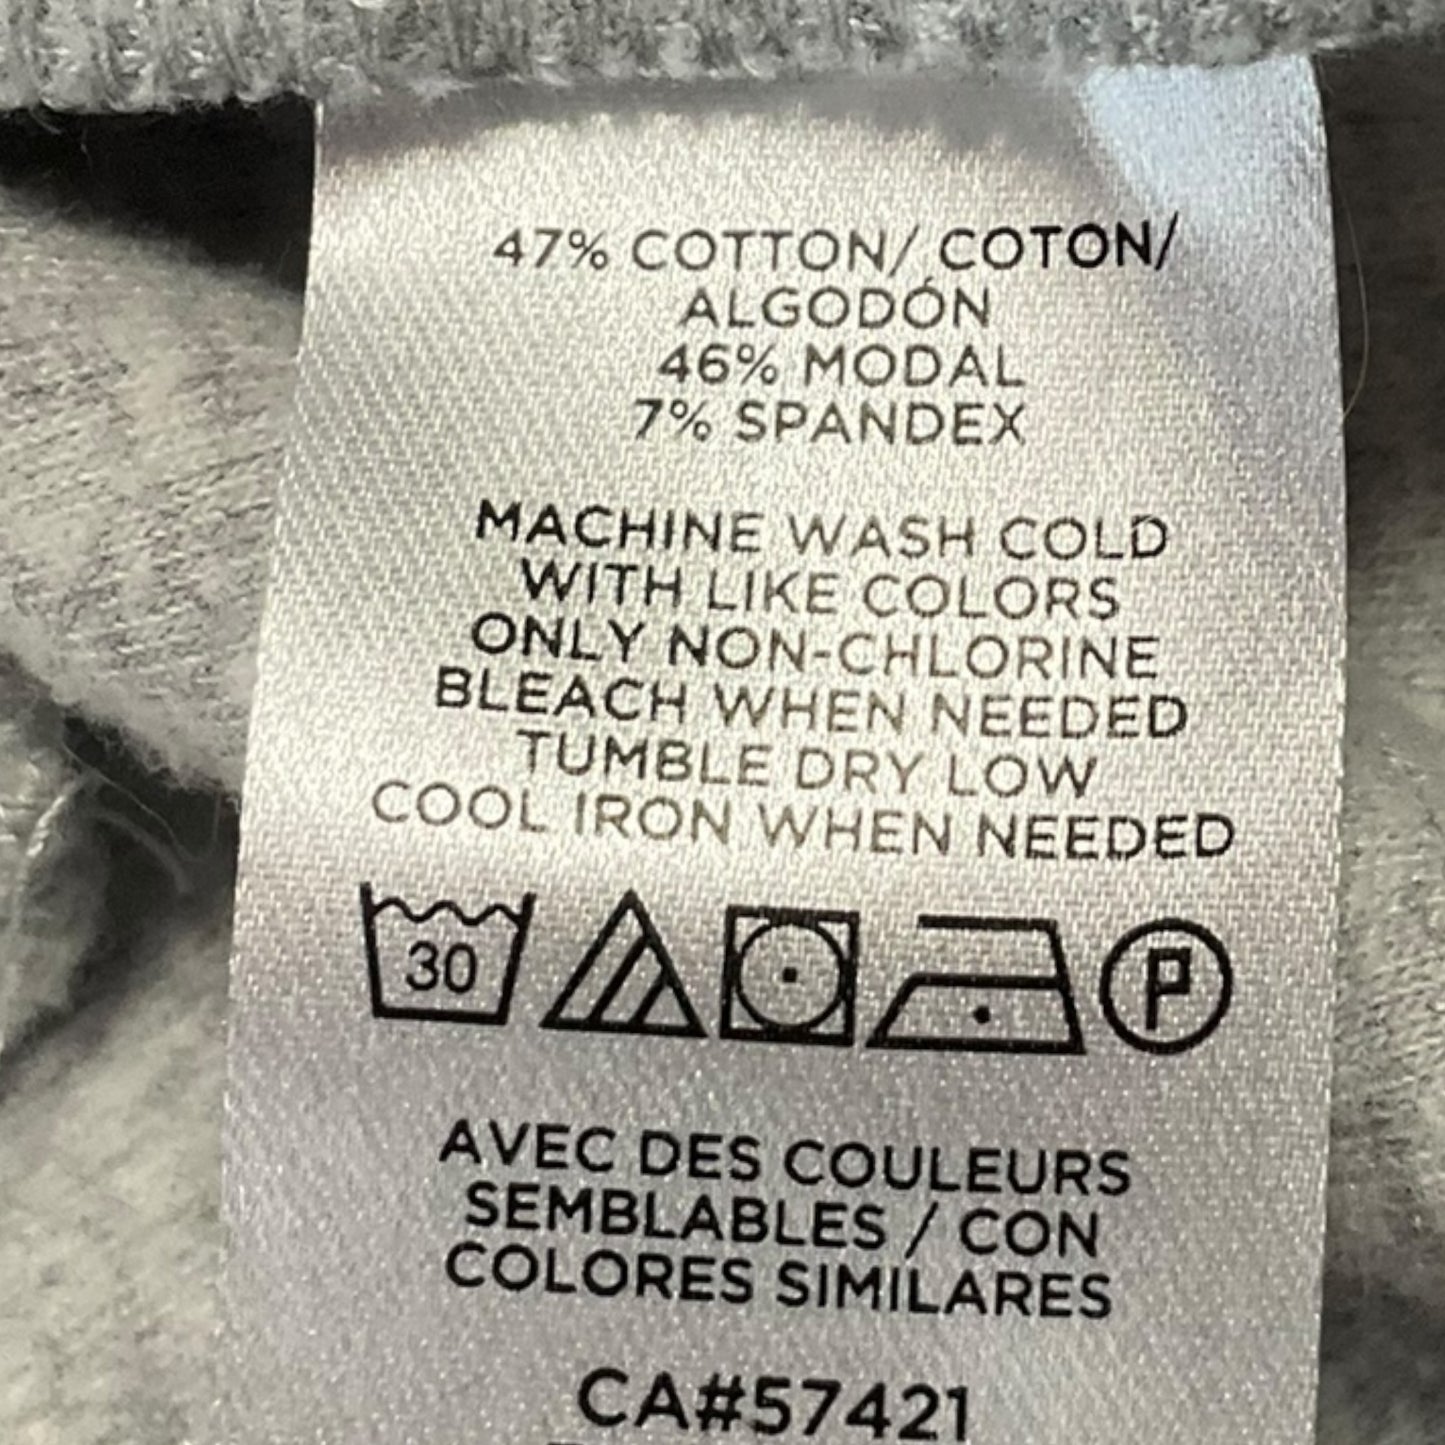 47% COTTON/ COTON/
ALGODÓN
46% MODAL
7% SPANDEX
MACHINE WASH COLD
WITH LIKE COLORS
ONLY NON-CHLORINE
BLEACH WHEN NEEDED
TUMBLE DRY LOW
COOL IRON WHEN NEEDED
30 P
AVEC DES COULEURS
SEMBLABLES / CON
COLORES SIMILARES
CA#57421